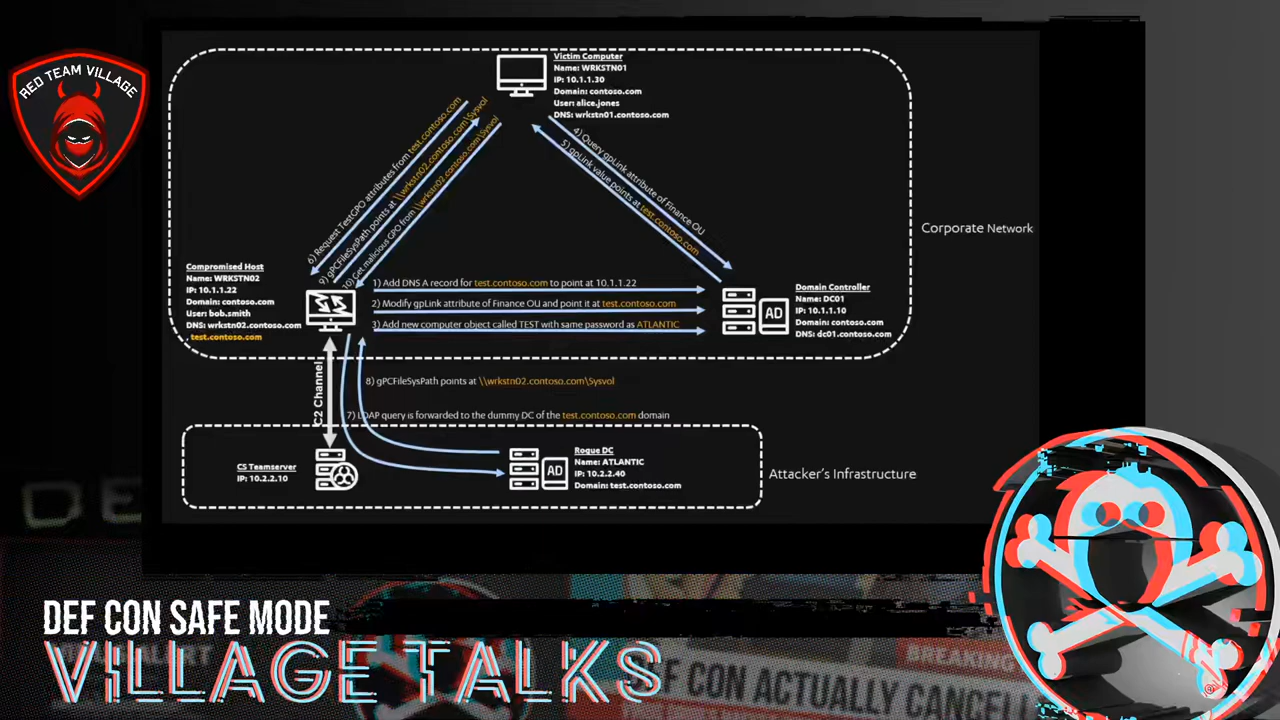 RED TEAM VILLAGE
Victim Computer
Name: WRKSTN01
IP: 10.1.1.30
Domain: contoso.com
User: alice.jones
DNS: wrkstn01.contoso.com
6) Request TestGPO attributes from test.contoso.com
9) gPCFileSysPath points at \\wrkstn02.contoso.com\Sysvol
10) Get malicious GPO from \\wrkstn02.contoso.com\Sysvol
4) Query gpLink attribute of Finance OU
5) gpLink value points at test.contoso.com
Corporate Network
Compromised Host
Name: WRKSTN02
IP: 10.1.1.22
Domain: contoso.com
User: bob.smith
DNS: wrkstn02.contoso.com
test.contoso.com
1) Add DNS A record for test.contoso.com to point at 10.1.1.22
2) Modify gpLink attribute of Finance OU and point it at test.contoso.com
3) Add new computer object called TEST with same password as ATLANTIC
AD
Domain Controller
Name: DC01
IP: 10.1.1.10
Domain: contoso.com
DNS: dc01.contoso.com
C2 Channel
8) gPCFileSysPath points at \\wrkstn02.contoso.com\Sysvol
7) LDAP query is forwarded to the dummy DC of the test.contoso.com domain
CS Teamserver
IP: 10.2.2.10
AD
Rogue DC
Name: ATLANTIC
IP: 10.2.2.40
Domain: test.contoso.com
Attacker's Infrastructure
DEF CON SAFE MODE
VILLAGE TALKS
DEF CON ACTUALLY CANCELL